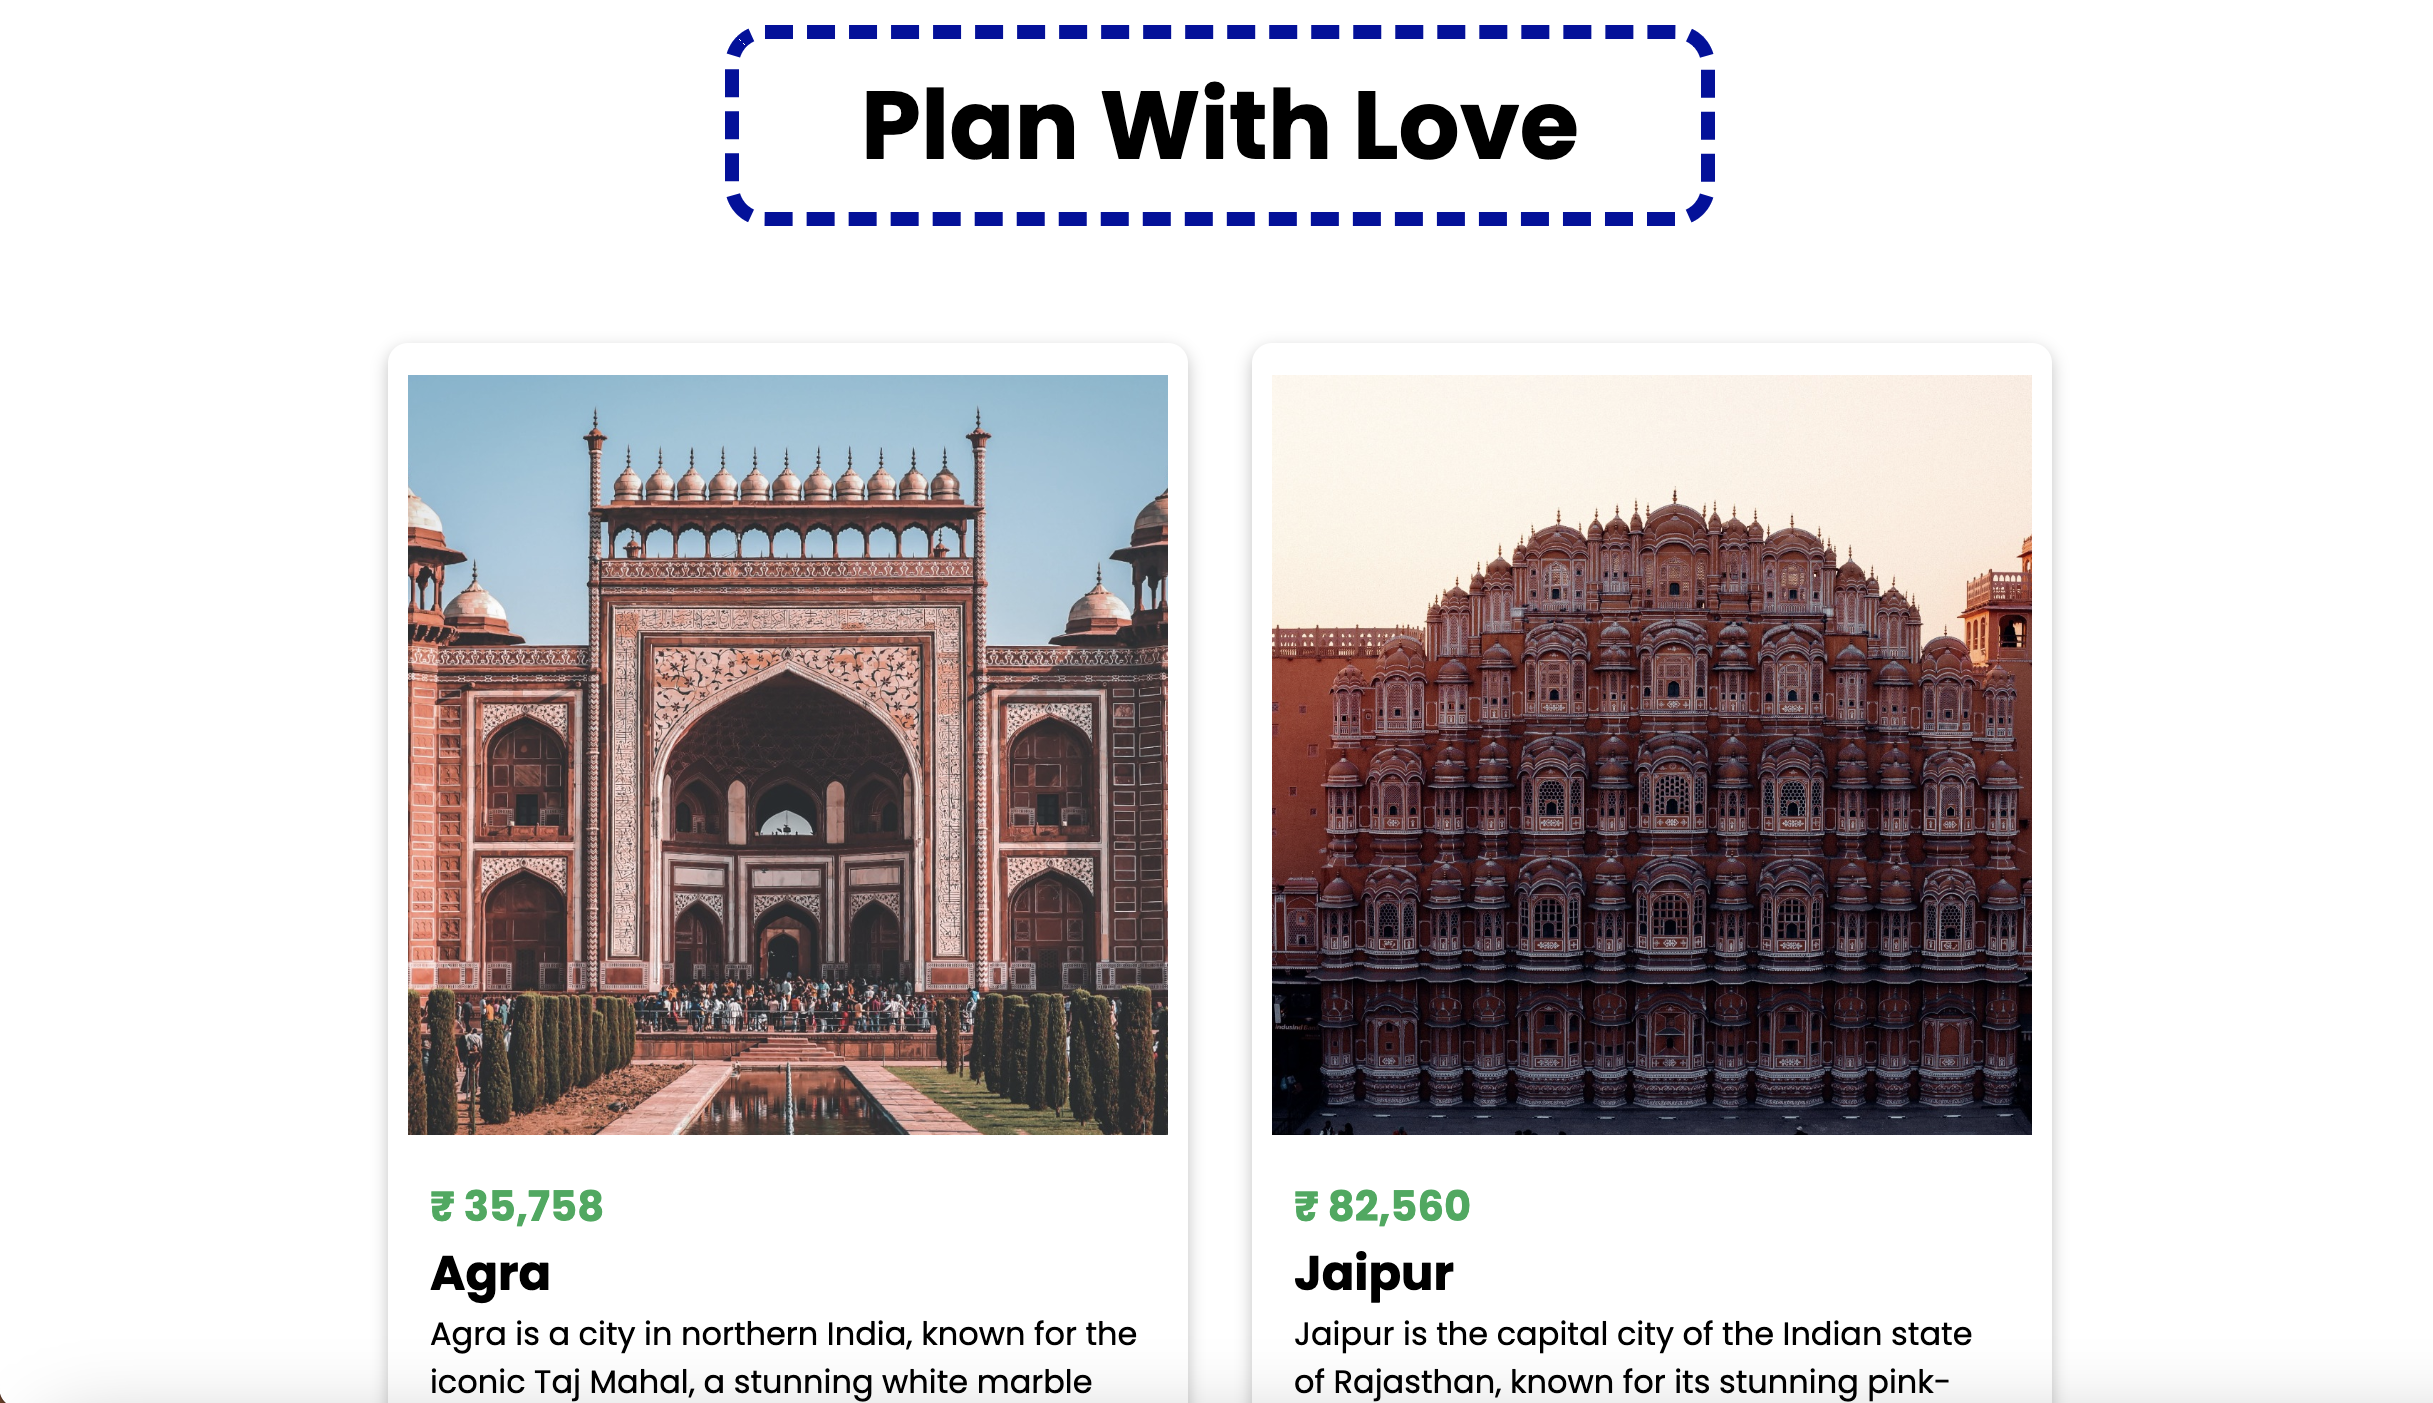 Plan With Love
₹ 35,758
Agra
Agra is a city in northern India, known for the
iconic Taj Mahal, a stunning white marble
₹ 82,560
Jaipur
Jaipur is the capital city of the Indian state
of Rajasthan, known for its stunning pink-